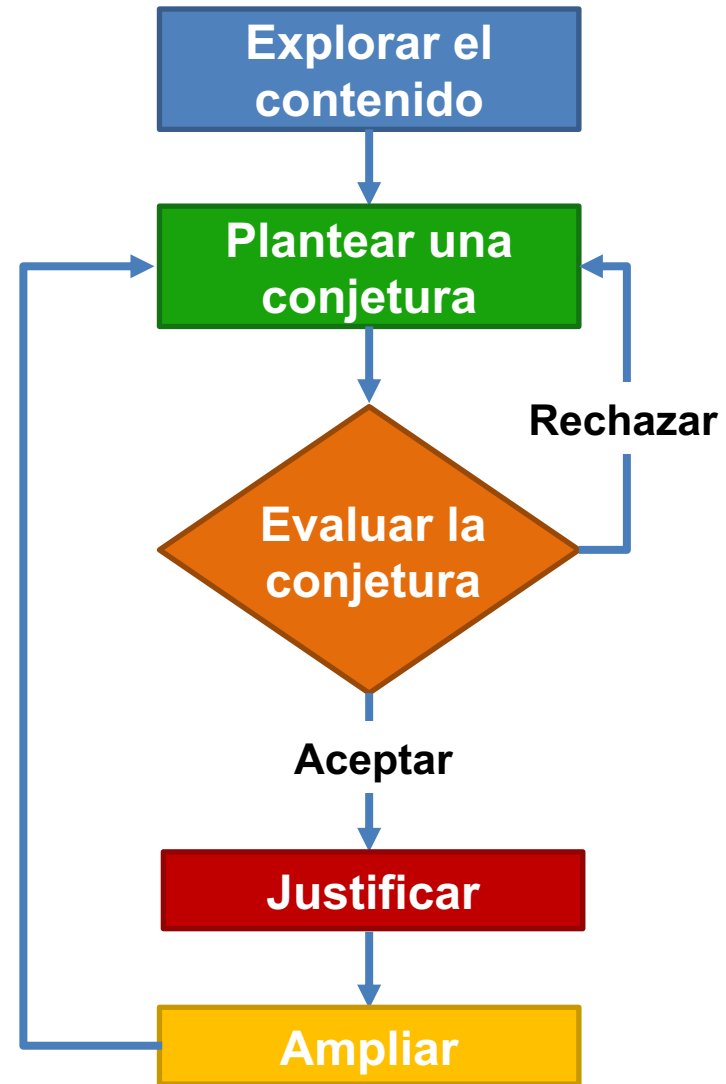 Explorar el
contenido
Plantear una
conjetura
Rechazar
Evaluar la
conjetura
Aceptar
Justificar
Ampliar